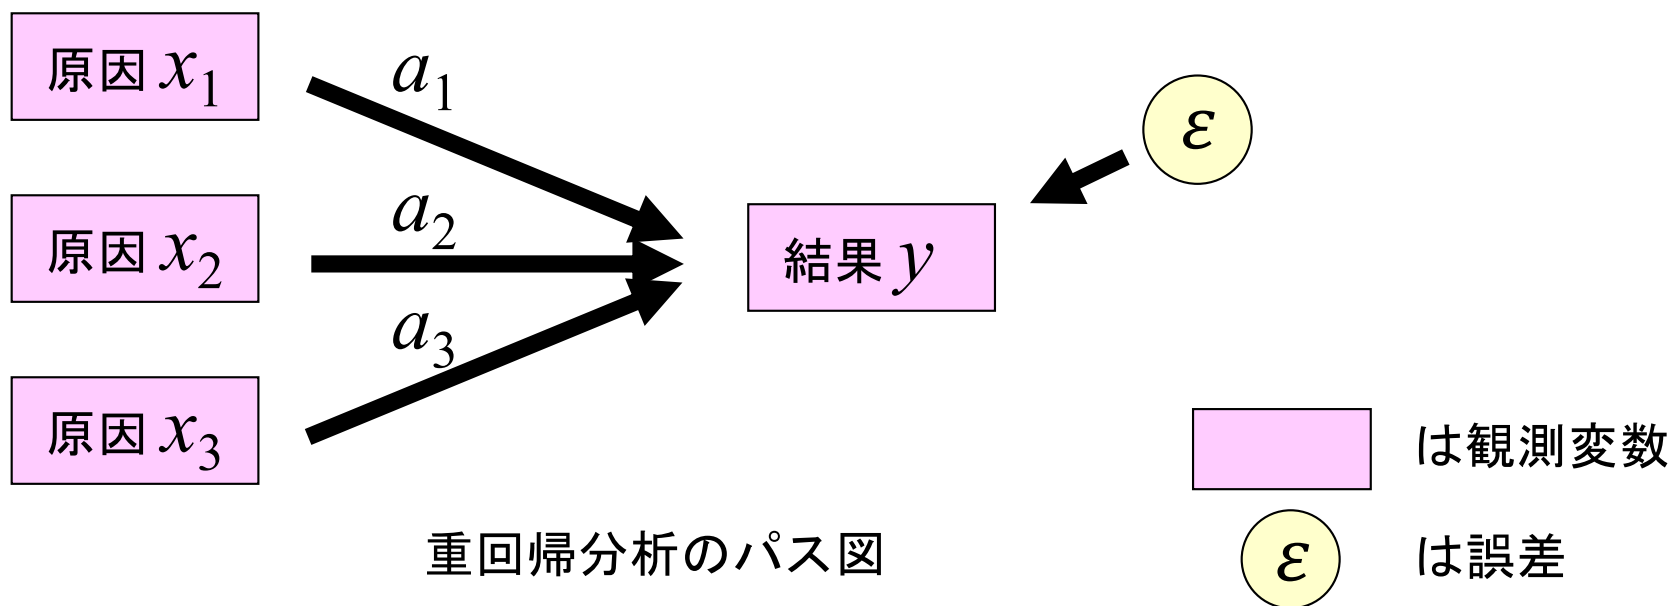 原因 x₁
a₁
ε
原因 x₂
a₂
結果 y
a₃
原因 x₃
は観測変数
重回帰分析のパス図
ε は誤差